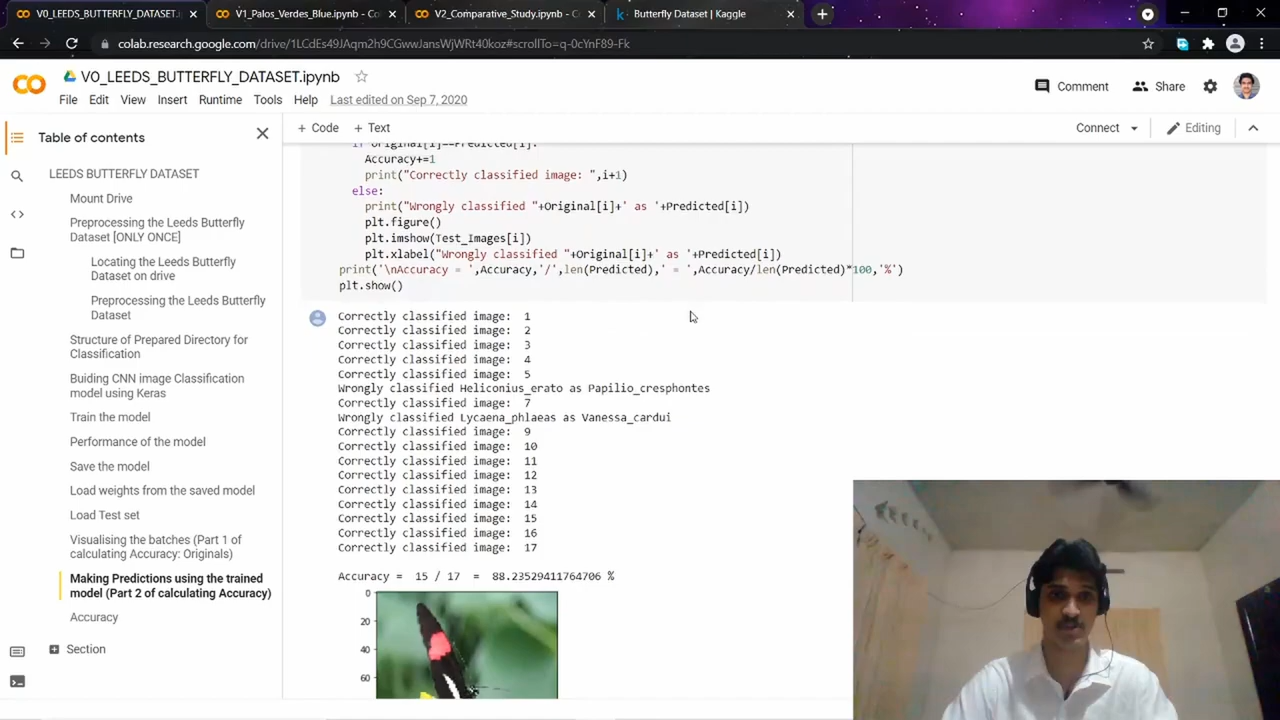 V0_LEEDS_BUTTERFLY_DATASET.ip
V1_Palos_Verdes_Blue.ipynb - Co
V2_Comparative_Study.ipynb - C
Butterfly Dataset | Kaggle
colab.research.google.com/drive/1LCdEs49JAqm2h9CGwwJansWjWRt40koz#scrollTo=q-0cYnF89-Fk
V0_LEEDS_BUTTERFLY_DATASET.ipynb
File Edit View Insert Runtime Tools Help Last edited on Sep 7, 2020
Comment Share
+ Code + Text
Connect Editing
Table of contents
LEEDS BUTTERFLY DATASET
Mount Drive
Preprocessing the Leeds Butterfly
Dataset [ONLY ONCE]
Locating the Leeds Butterfly
Dataset on drive
Preprocessing the Leeds Butterfly
Dataset
Structure of Prepared Directory for
Classification
Buiding CNN image Classification
model using Keras
Train the model
Performance of the model
Save the model
Load weights from the saved model
Load Test set
Visualising the batches (Part 1 of
calculating Accuracy: Originals)
Making Predictions using the trained
model (Part 2 of calculating Accuracy)
Accuracy
Section
if Original[i]==Predicted[i]:
Accuracy+=1
print("Correctly classified image: ",i+1)
else:
print("Wrongly classified "+Original[i]+' as '+Predicted[i])
plt.figure()
plt.imshow(Test_Images[i])
plt.xlabel("Wrongly classified "+Original[i]+' as '+Predicted[i])
print('\nAccuracy = ',Accuracy,'/',len(Predicted),' = ',Accuracy/len(Predicted)*100,'%')
plt.show()
Correctly classified image: 1
Correctly classified image: 2
Correctly classified image: 3
Correctly classified image: 4
Correctly classified image: 5
Wrongly classified Heliconius_erato as Papilio_cresphontes
Correctly classified image: 7
Wrongly classified Lycaena_phlaeas as Vanessa_cardui
Correctly classified image: 9
Correctly classified image: 10
Correctly classified image: 11
Correctly classified image: 12
Correctly classified image: 13
Correctly classified image: 14
Correctly classified image: 15
Correctly classified image: 16
Correctly classified image: 17
Accuracy = 15 / 17 = 88.23529411764706 %
0
20
40
60